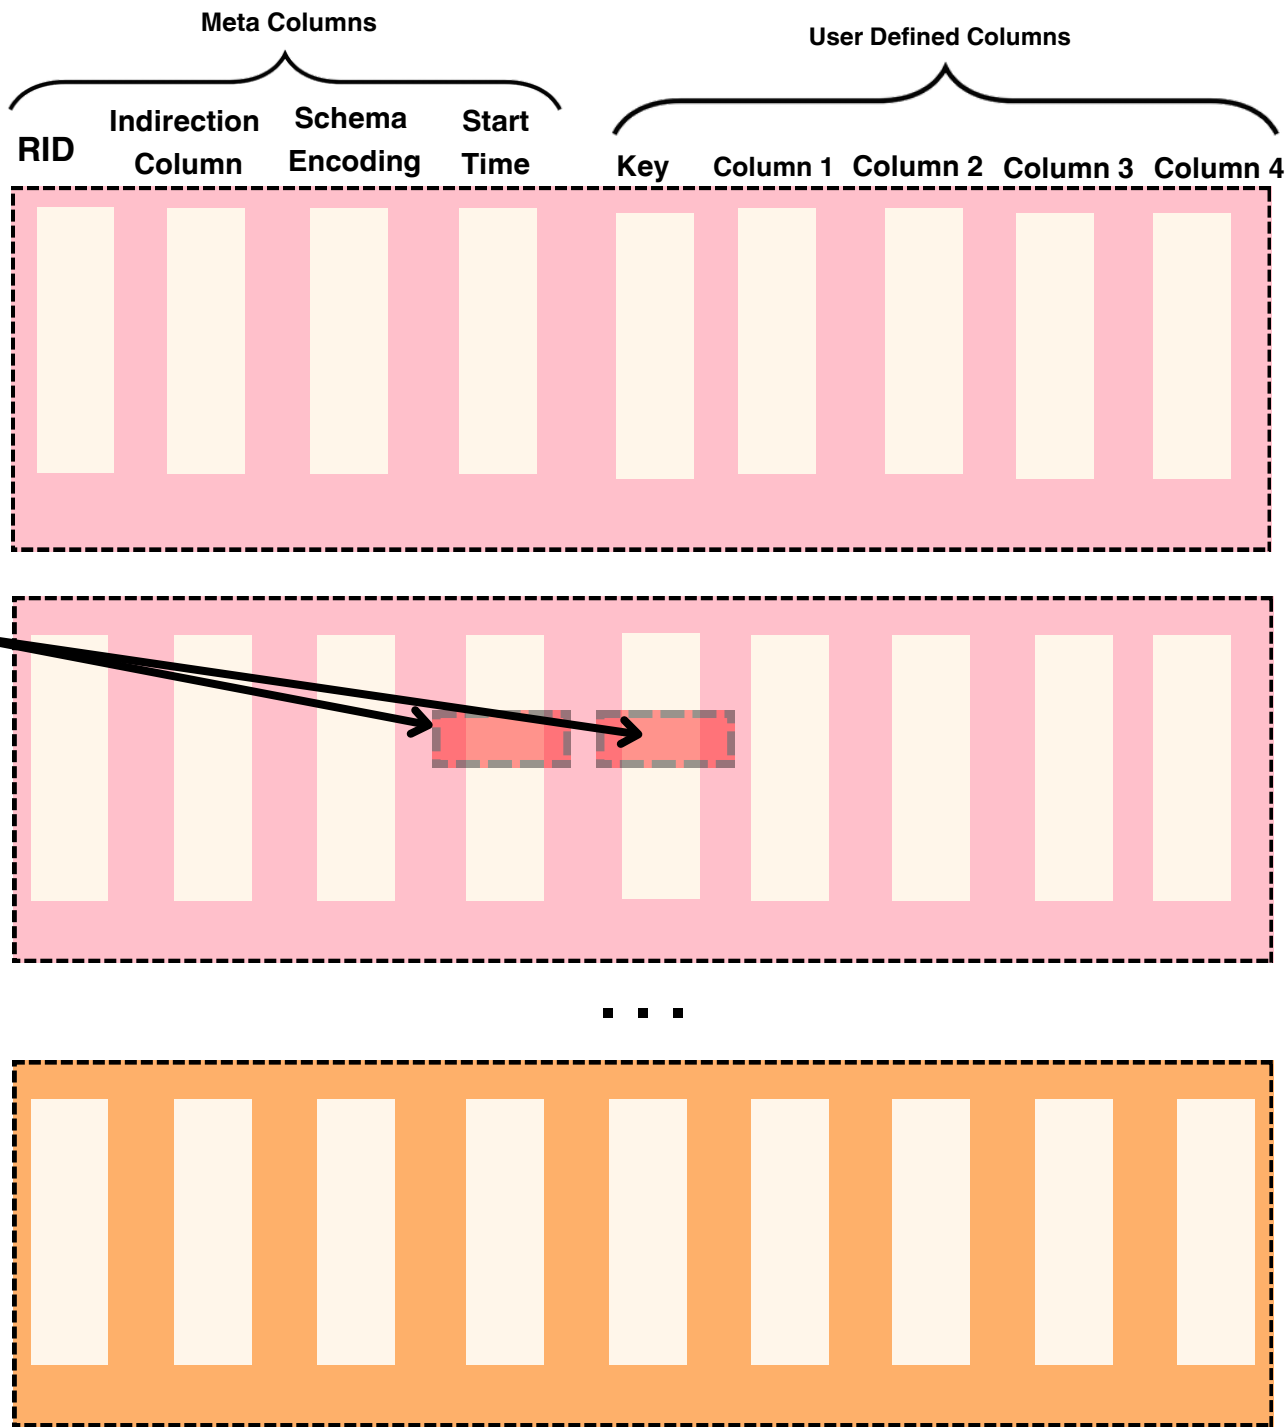 Meta Columns
User Defined Columns
RID
Indirection
Column
Schema
Encoding
Start
Time
Key
Column 1
Column 2
Column 3
Column 4
. . .